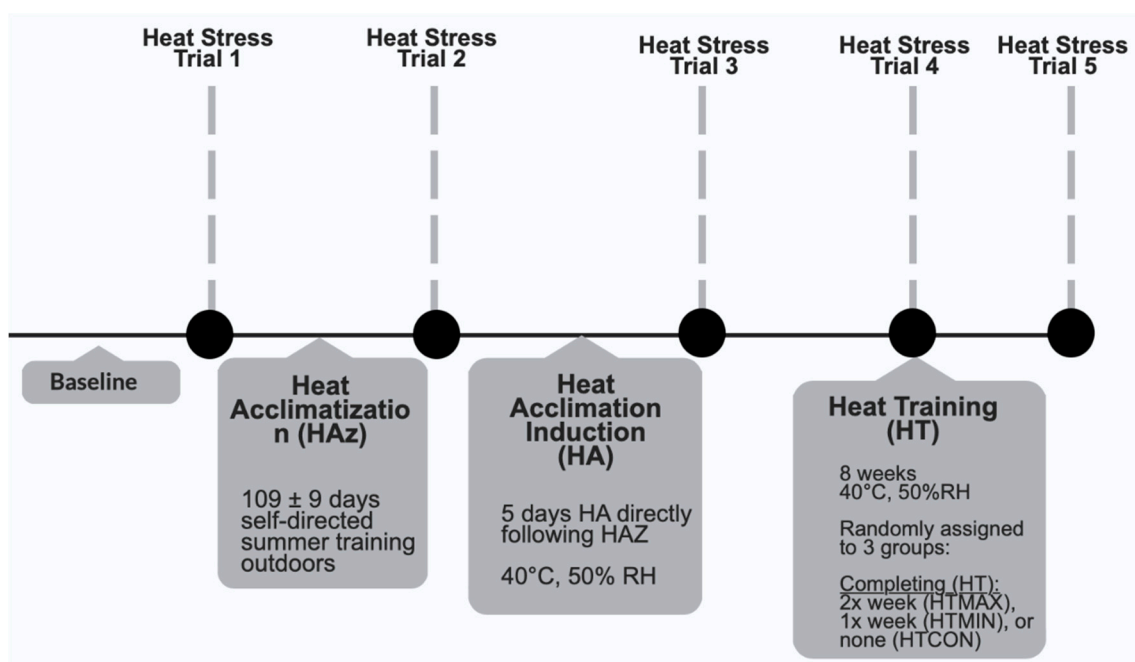 Heat Stress
Trial 1
Heat Stress
Trial 2
Heat Stress
Trial 3
Heat Stress
Trial 4
Heat Stress
Trial 5
Baseline
Heat
Acclimatizatio
n (HAz)
109 ± 9 days
self-directed
summer training
outdoors
Heat
Acclimation
Induction
(HA)
5 days HA directly
following HAZ
40°C, 50% RH
Heat Training
(HT)
8 weeks
40°C, 50%RH
Randomly assigned
to 3 groups:
Completing (HT):
2x week (HTMAX),
1x week (HTMIN), or
none (HTCON)